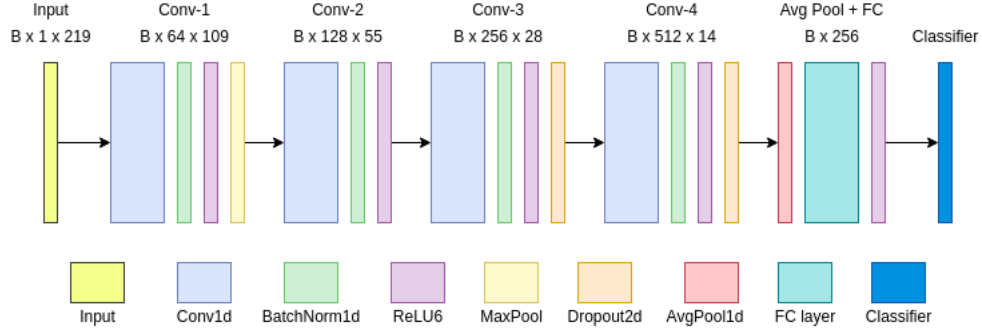 Input
Conv-1
Conv-2
Conv-3
Conv-4
Avg Pool + FC
B x 1 x 219
B x 64 x 109
B x 128 x 55
B x 256 x 28
B x 512 x 14
B x 256
Classifier
Input
Conv1d
BatchNorm1d
ReLU6
MaxPool
Dropout2d
AvgPool1d
FC layer
Classifier